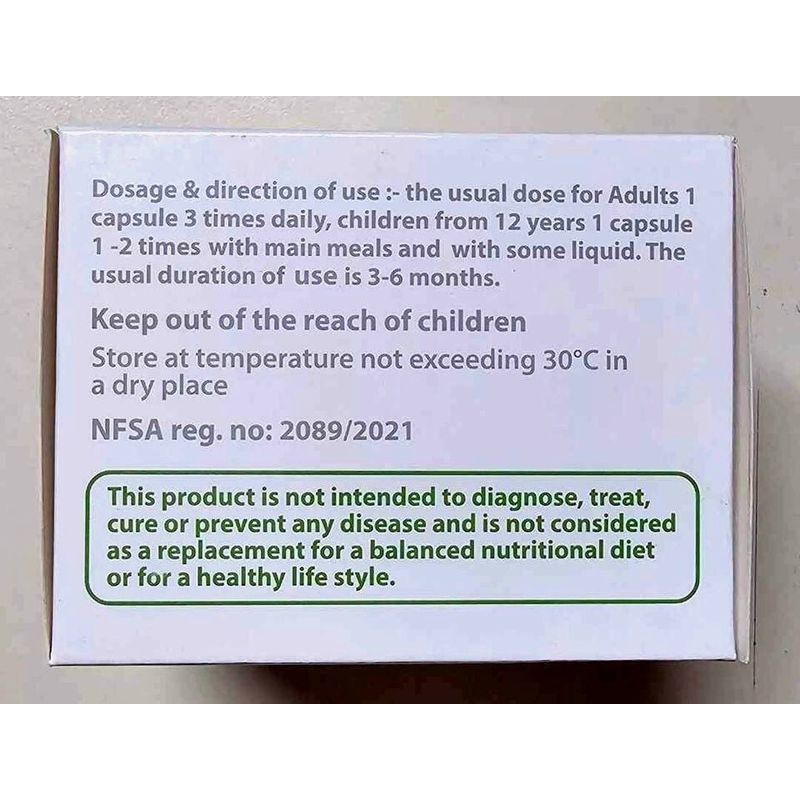 Dosage & direction of use :- the usual dose for Adults 1
capsule 3 times daily, children from 12 years 1 capsule
1 -2 times with main meals and with some liquid. The
usual duration of use is 3-6 months.
Keep out of the reach of children
Store at temperature not exceeding 30°C in
a dry place
NFSA reg. no: 2089/2021
This product is not intended to diagnose, treat,
cure or prevent any disease and is not considered
as a replacement for a balanced nutritional diet
or for a healthy life style.